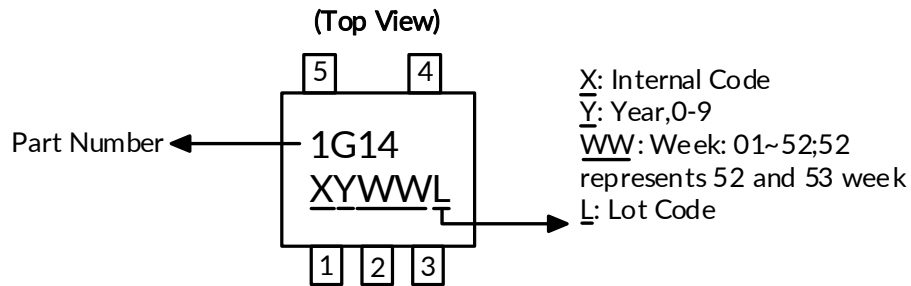 (Top View)
5 4
Part Number
1G14
XYWWL
1 2 3
X: Internal Code
Y: Year,0-9
WW: Week: 01~52;52
represents 52 and 53 week
L: Lot Code